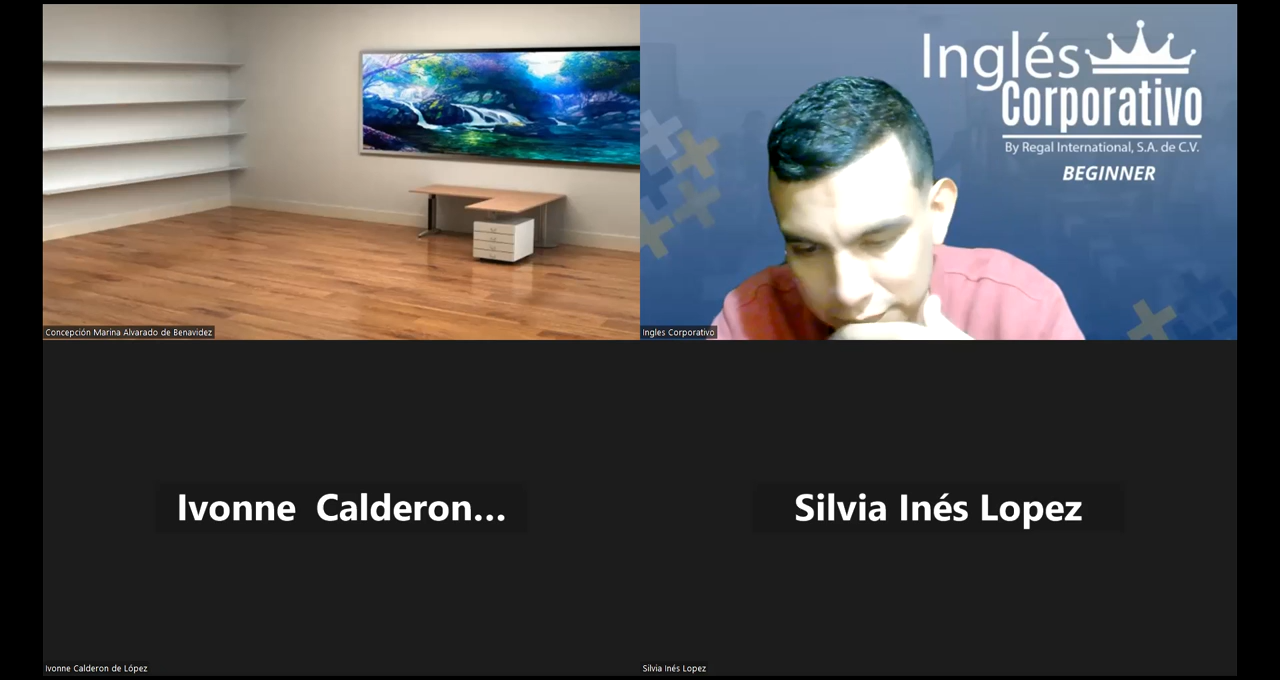 Inglés
Corporativo
By Regal International, S.A. de C.V.
BEGINNER
Concepción Marina Alvarado de Benavidez
Ingles Corporativo
Ivonne Calderon...
Silvia Inés Lopez
Ivonne Calderon de López
Silvia Inés Lopez